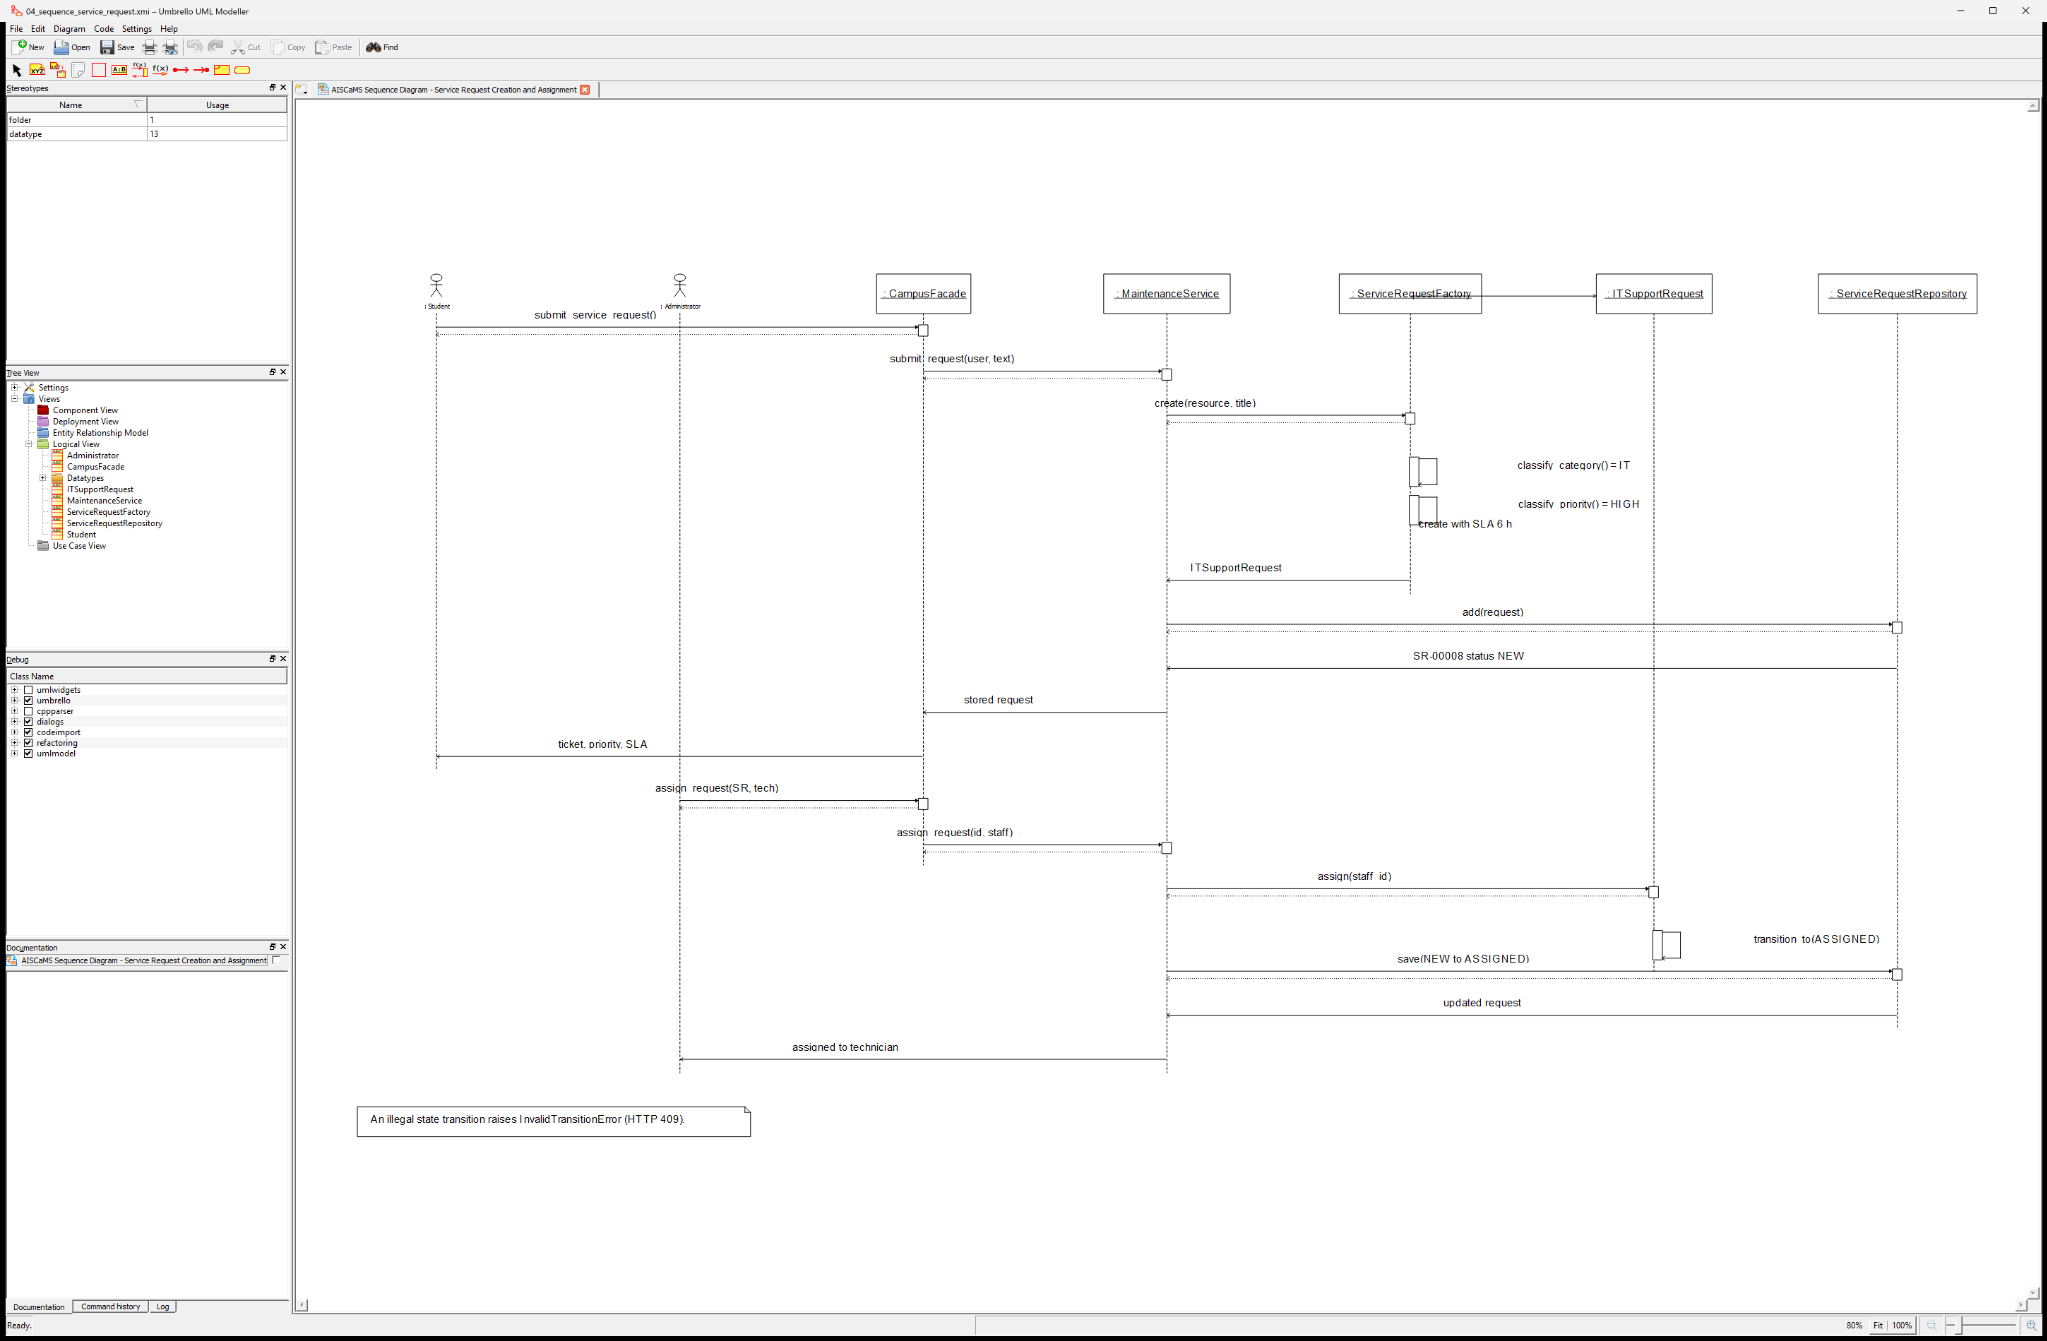 04_sequence_service_request.xmi – Umbrello UML Modeller
File Edit Diagram Code Settings Help
New Open Save Cut Copy Paste Find
Stereotypes
Name Usage
folder 1
datatype 13
Tree View
Settings
Views
Component View
Deployment View
Entity Relationship Model
Logical View
Administrator
CampusFacade
Datatypes
ITSupportRequest
MaintenanceService
ServiceRequestFactory
ServiceRequestRepository
Student
Use Case View
Debug
Class Name
umlwidgets
umbrello
cppparser
dialogs
codeimport
refactoring
umlmodel
Documentation
AISCaMS Sequence Diagram - Service Request Creation and Assignment
Documentation Command history Log
Ready.
AISCaMS Sequence Diagram - Service Request Creation and Assignment
: Student
: Administrator
: CampusFacade
: MaintenanceService
: ServiceRequestFactory
: ITSupportRequest
: ServiceRequestRepository
submit_service_request()
submit_request(user, text)
create(resource, title)
classify_category() = IT
classify_priority() = HIGH
create with SLA 6 h
ITSupportRequest
add(request)
SR-00008 status NEW
stored request
ticket, priority, SLA
assign_request(SR, tech)
assign_request(id, staff)
assign(staff_id)
transition_to(ASSIGNED)
save(NEW to ASSIGNED)
updated request
assigned to technician
An illegal state transition raises InvalidTransitionError (HTTP 409).
80% Fit 100%